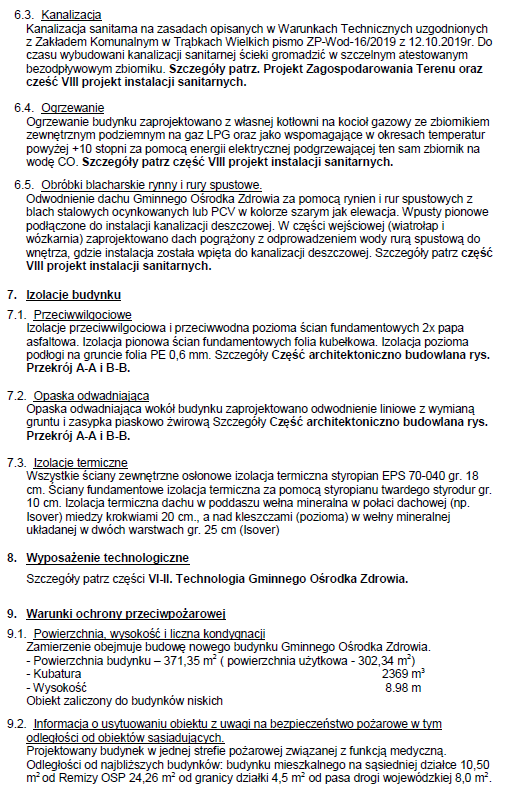 6.3. Kanalizacja
Kanalizacja sanitarna na zasadach opisanych w Warunkach Technicznych uzgodnionych
z Zakładem Komunalnym w Trąbkach Wielkich pismo ZP-Wod-16/2019 z 12.10.2019r. Do
czasu wybudowani kanalizacji sanitarnej ścieki gromadzić w szczelnym atestowanym
bezodpływowym zbiorniku. Szczegóły patrz. Projekt Zagospodarowania Terenu oraz
cześć VIII projekt instalacji sanitarnych.
6.4. Ogrzewanie
Ogrzewanie budynku zaprojektowano z własnej kotłowni na kocioł gazowy ze zbiornikiem
zewnętrznym podziemnym na gaz LPG oraz jako wspomagające w okresach temperatur
powyżej +10 stopni za pomocą energii elektrycznej podgrzewającej ten sam zbiornik na
wodę CO. Szczegóły patrz część VIII projekt instalacji sanitarnych.
6.5. Obróbki blacharskie rynny i rury spustowe.
Odwodnienie dachu Gminnego Ośrodka Zdrowia za pomocą rynien i rur spustowych z
blach stalowych ocynkowanych lub PCV w kolorze szarym jak elewacja. Wpusty pionowe
podłączone do instalacji kanalizacji deszczowej. W części wejściowej (wiatrołap i
wózkarnia) zaprojektowano dach pogrążony z odprowadzeniem wody rurą spustową do
wnętrza, gdzie instalacja została wpięta do kanalizacji deszczowej. Szczegóły patrz część
VIII projekt instalacji sanitarnych.
7. Izolacje budynku
7.1. Przeciwwilgociowe
Izolacje przeciwwilgociowa i przeciwwodna pozioma ścian fundamentowych 2x papa
asfaltowa. Izolacja pionowa ścian fundamentowych folia kubełkowa. Izolacja pozioma
podłogi na gruncie folia PE 0,6 mm. Szczegóły Część architektoniczno budowlana rys.
Przekrój A-A i B-B.
7.2. Opaska odwadniająca
Opaska odwadniająca wokół budynku zaprojektowano odwodnienie liniowe z wymianą
gruntu i zasypka piaskowo żwirową Szczegóły Część architektoniczno budowlana rys.
Przekrój A-A i B-B.
7.3. Izolacje termiczne
Wszystkie ściany zewnętrzne osłonowe izolacja termiczna styropian EPS 70-040 gr. 18
cm. Ściany fundamentowe izolacja termiczna za pomocą styropianu twardego styrodur gr.
10 cm. Izolacja termiczna dachu w poddaszu wełna mineralna w połaci dachowej (np.
Isover) miedzy krokwiami 20 cm., a nad kleszczami (pozioma) w wełny mineralnej
układanej w dwóch warstwach gr. 25 cm (Isover)
8. Wyposażenie technologiczne
Szczegóły patrz części VI-II. Technologia Gminnego Ośrodka Zdrowia.
9. Warunki ochrony przeciwpożarowej
9.1. Powierzchnia, wysokość i liczna kondygnacji
Zamierzenie obejmuje budowę nowego budynku Gminnego Ośrodka Zdrowia.
- Powierzchnia budynku – 371,35 m² ( powierzchnia użytkowa - 302,34 m²)
- Kubatura 2369 m³
- Wysokość 8.98 m
Obiekt zaliczony do budynków niskich
9.2. Informacja o usytuowaniu obiektu z uwagi na bezpieczeństwo pożarowe w tym
odległości od obiektów sąsiadujących.
Projektowany budynek w jednej strefie pożarowej związanej z funkcją medyczną.
Odległości od najbliższych budynków: budynku mieszkalnego na sąsiedniej działce 10,50
m² od Remizy OSP 24,26 m² od granicy działki 4,5 m² od pasa drogi wojewódzkiej 8,0 m².